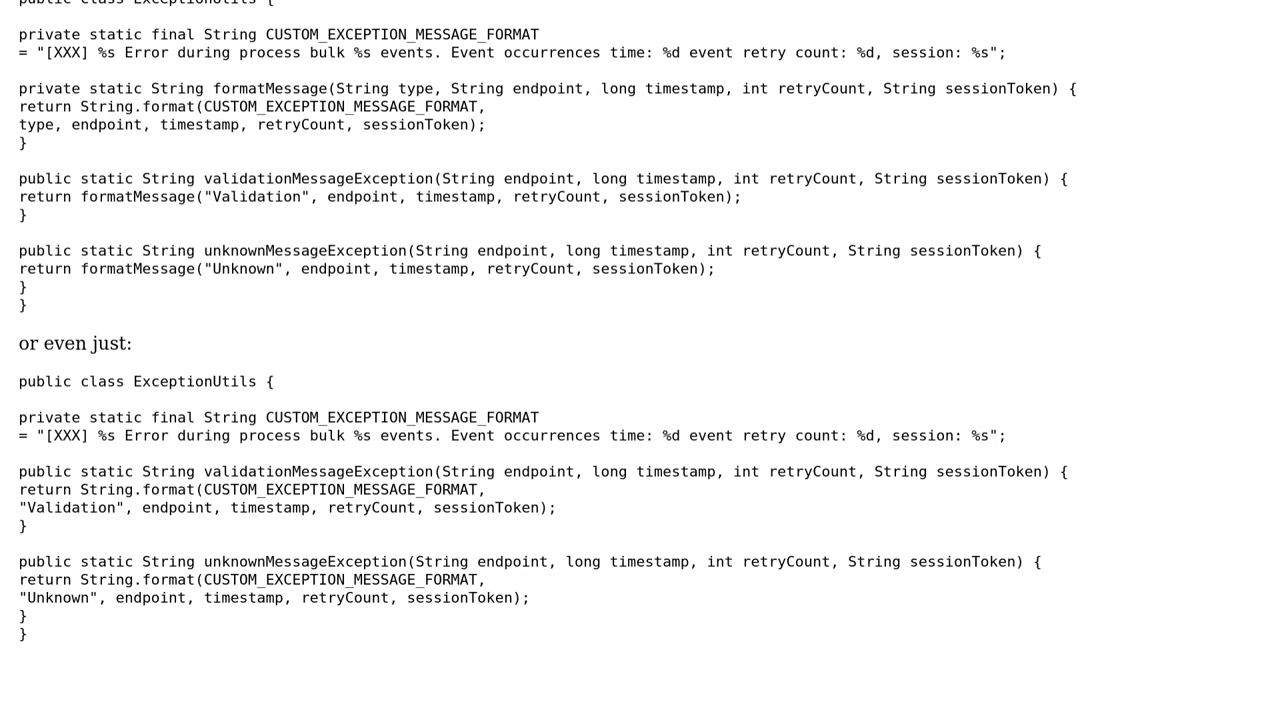 public class ExceptionUtils {
private static final String CUSTOM_EXCEPTION_MESSAGE_FORMAT
= "[XXX] %s Error during process bulk %s events. Event occurrences time: %d event retry count: %d, session: %s";
private static String formatMessage(String type, String endpoint, long timestamp, int retryCount, String sessionToken) {
return String.format(CUSTOM_EXCEPTION_MESSAGE_FORMAT,
type, endpoint, timestamp, retryCount, sessionToken);
}
public static String validationMessageException(String endpoint, long timestamp, int retryCount, String sessionToken) {
return formatMessage("Validation", endpoint, timestamp, retryCount, sessionToken);
}
public static String unknownMessageException(String endpoint, long timestamp, int retryCount, String sessionToken) {
return formatMessage("Unknown", endpoint, timestamp, retryCount, sessionToken);
}
}
or even just:
public class ExceptionUtils {
private static final String CUSTOM_EXCEPTION_MESSAGE_FORMAT
= "[XXX] %s Error during process bulk %s events. Event occurrences time: %d event retry count: %d, session: %s";
public static String validationMessageException(String endpoint, long timestamp, int retryCount, String sessionToken) {
return String.format(CUSTOM_EXCEPTION_MESSAGE_FORMAT,
"Validation", endpoint, timestamp, retryCount, sessionToken);
}
public static String unknownMessageException(String endpoint, long timestamp, int retryCount, String sessionToken) {
return String.format(CUSTOM_EXCEPTION_MESSAGE_FORMAT,
"Unknown", endpoint, timestamp, retryCount, sessionToken);
}
}